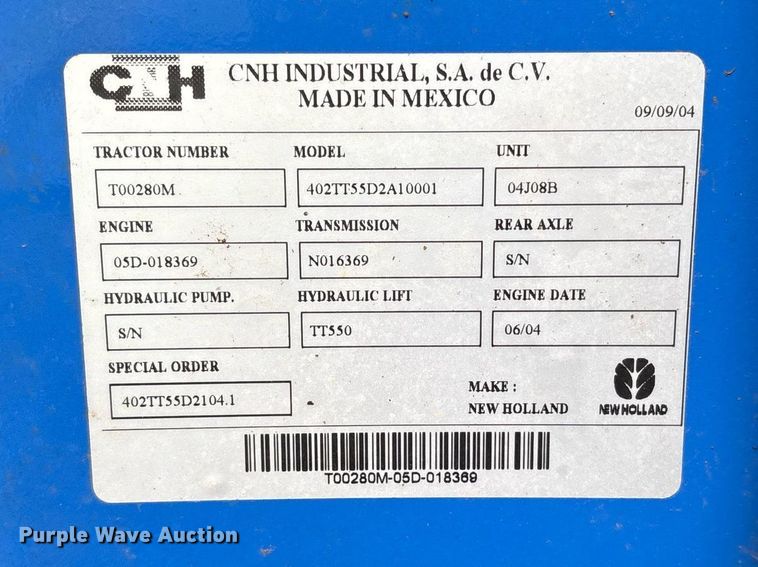 CNH
CNH INDUSTRIAL, S.A. de C.V.
MADE IN MEXICO
09/09/04
TRACTOR NUMBER MODEL UNIT
T00280M 402TT55D2A10001 04J08B
ENGINE TRANSMISSION REAR AXLE
05D-018369 N016369 S/N
HYDRAULIC PUMP. HYDRAULIC LIFT ENGINE DATE
S/N TT550 06/04
SPECIAL ORDER
402TT55D2104.1
MAKE :
NEW HOLLAND
NEW HOLLAND
T00280M-05D-018369
Purple Wave Auction